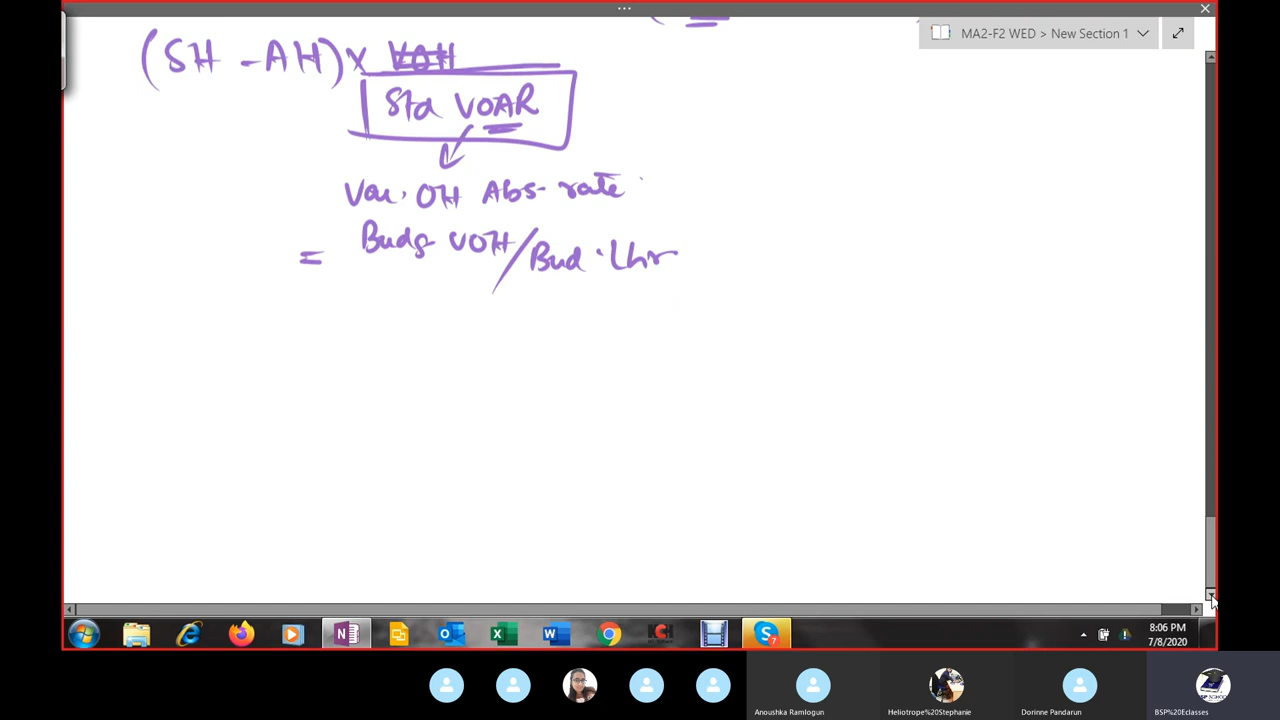 MA2-F2 WED > New Section 1
(SH - AH) x VOH
Std VOAR
Var. OH Abs- rate
= Budg VOH / Bud. Lhr
8:06 PM
7/8/2020
Anoushka Ramlogun
Heliotrope%20Stephanie
Dorinne Pandarun
BSP%20Eclasses